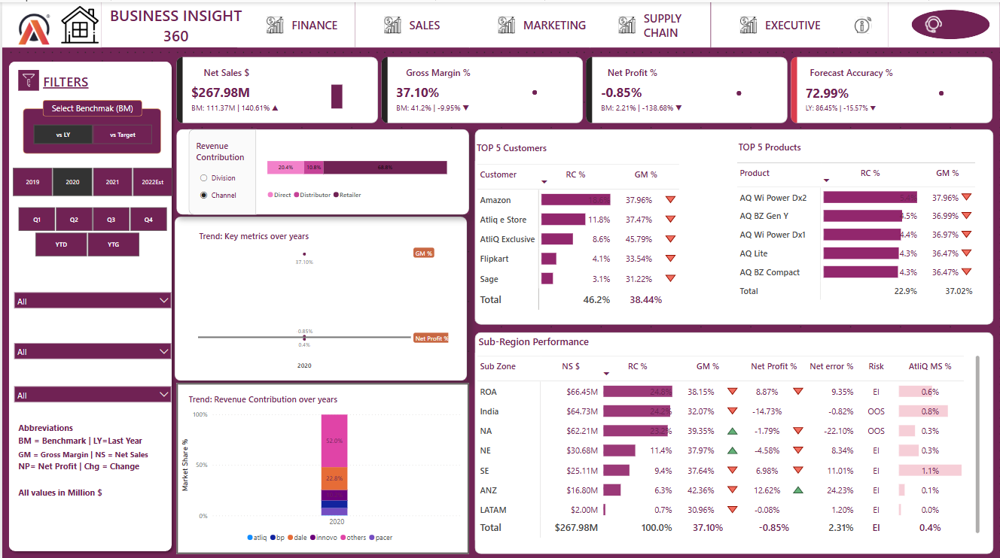 BUSINESS INSIGHT
360
FINANCE
SALES
MARKETING
SUPPLY
CHAIN
EXECUTIVE
FILTERS
Select Benchmak (BM)
vs LY
vs Target
2019
2020
2021
2022Est
Q1
Q2
Q3
Q4
YTD
YTG
All
All
All
Abbreviations
BM = Benchmark | LY=Last Year
GM = Gross Margin | NS = Net Sales
NP= Net Profit | Chg = Change
All values in Million $
Net Sales $
$267.98M
BM: 111.37M | 140.61%
Gross Margin %
37.10%
BM: 41.2% | -9.95%
Net Profit %
-0.85%
BM: 2.21% | -138.68%
Forecast Accuracy %
72.99%
LY: 86.45% | -15.57%
Revenue
Contribution
Division
Channel
20.4% 10.8% 68.8%
Direct Distributor Retailer
Trend: Key metrics over years
GM %
37.10%
0.85%
Net Profit %
0.4%
2020
Trend: Revenue Contribution over years
Market Share %
100%
50%
0%
52.0%
22.8%
2020
atliq bp dale innovo others pacer
TOP 5 Customers
Customer RC % GM %
Amazon 15.6% 37.96%
Atliq e Store 11.8% 37.47%
AtliQ Exclusive 8.6% 45.79%
Flipkart 4.1% 33.54%
Sage 3.1% 31.22%
Total 46.2% 38.44%
TOP 5 Products
Product RC % GM %
AQ Wi Power Dx2 5.4% 37.96%
AQ BZ Gen Y 4.5% 36.99%
AQ Wi Power Dx1 4.4% 36.97%
AQ Lite 4.3% 36.47%
AQ BZ Compact 4.3% 36.47%
Total 22.9% 37.02%
Sub-Region Performance
Sub Zone NS $ RC % GM % Net Profit % Net error % Risk AtliQ MS %
ROA $66.45M 24.8% 38.15% 8.87% 9.35% EI 0.6%
India $64.73M 24.2% 32.07% -14.73% -0.82% OOS 0.8%
NA $62.21M 23.2% 39.35% -1.79% -22.10% OOS 0.3%
NE $30.68M 11.4% 37.97% -4.58% 8.34% EI 0.3%
SE $25.11M 9.4% 37.64% 6.98% 11.01% EI 1.1%
ANZ $16.80M 6.3% 42.36% 12.62% 24.23% EI 0.1%
LATAM $2.00M 0.7% 30.96% -0.08% 1.20% EI 0.0%
Total $267.98M 100.0% 37.10% -0.85% 2.31% EI 0.4%